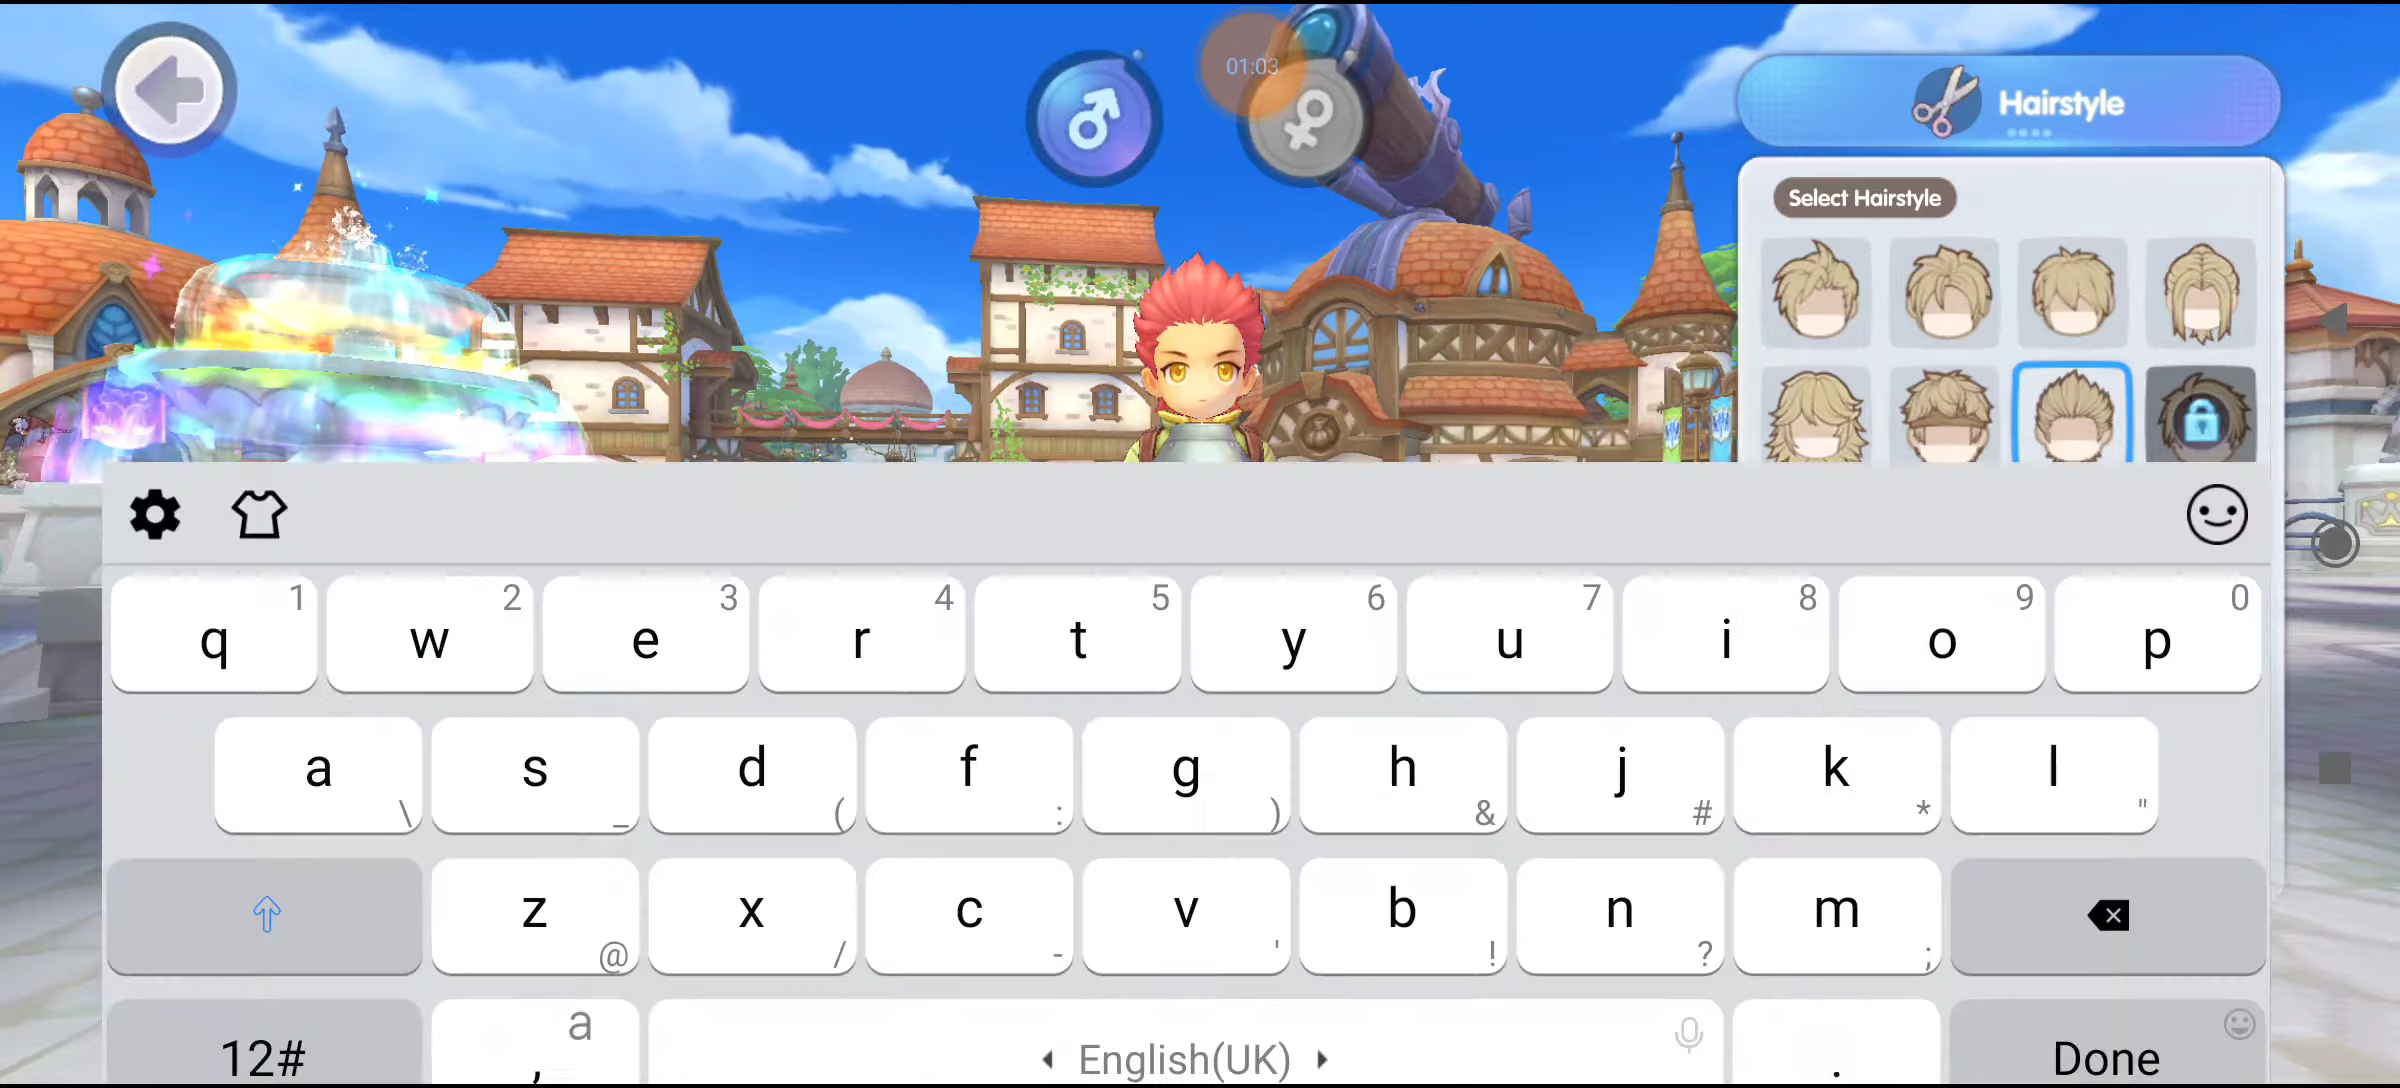 01:03
Hairstyle
Select Hairstyle
1 2 3 4 5 6 7 8 9 0
q w e r t y u i o p
a s d f g h j k l
\ _ ( : ) & # * "
z x c v b n m
@ / - ' ! ? ;
a
12# , English(UK) . Done